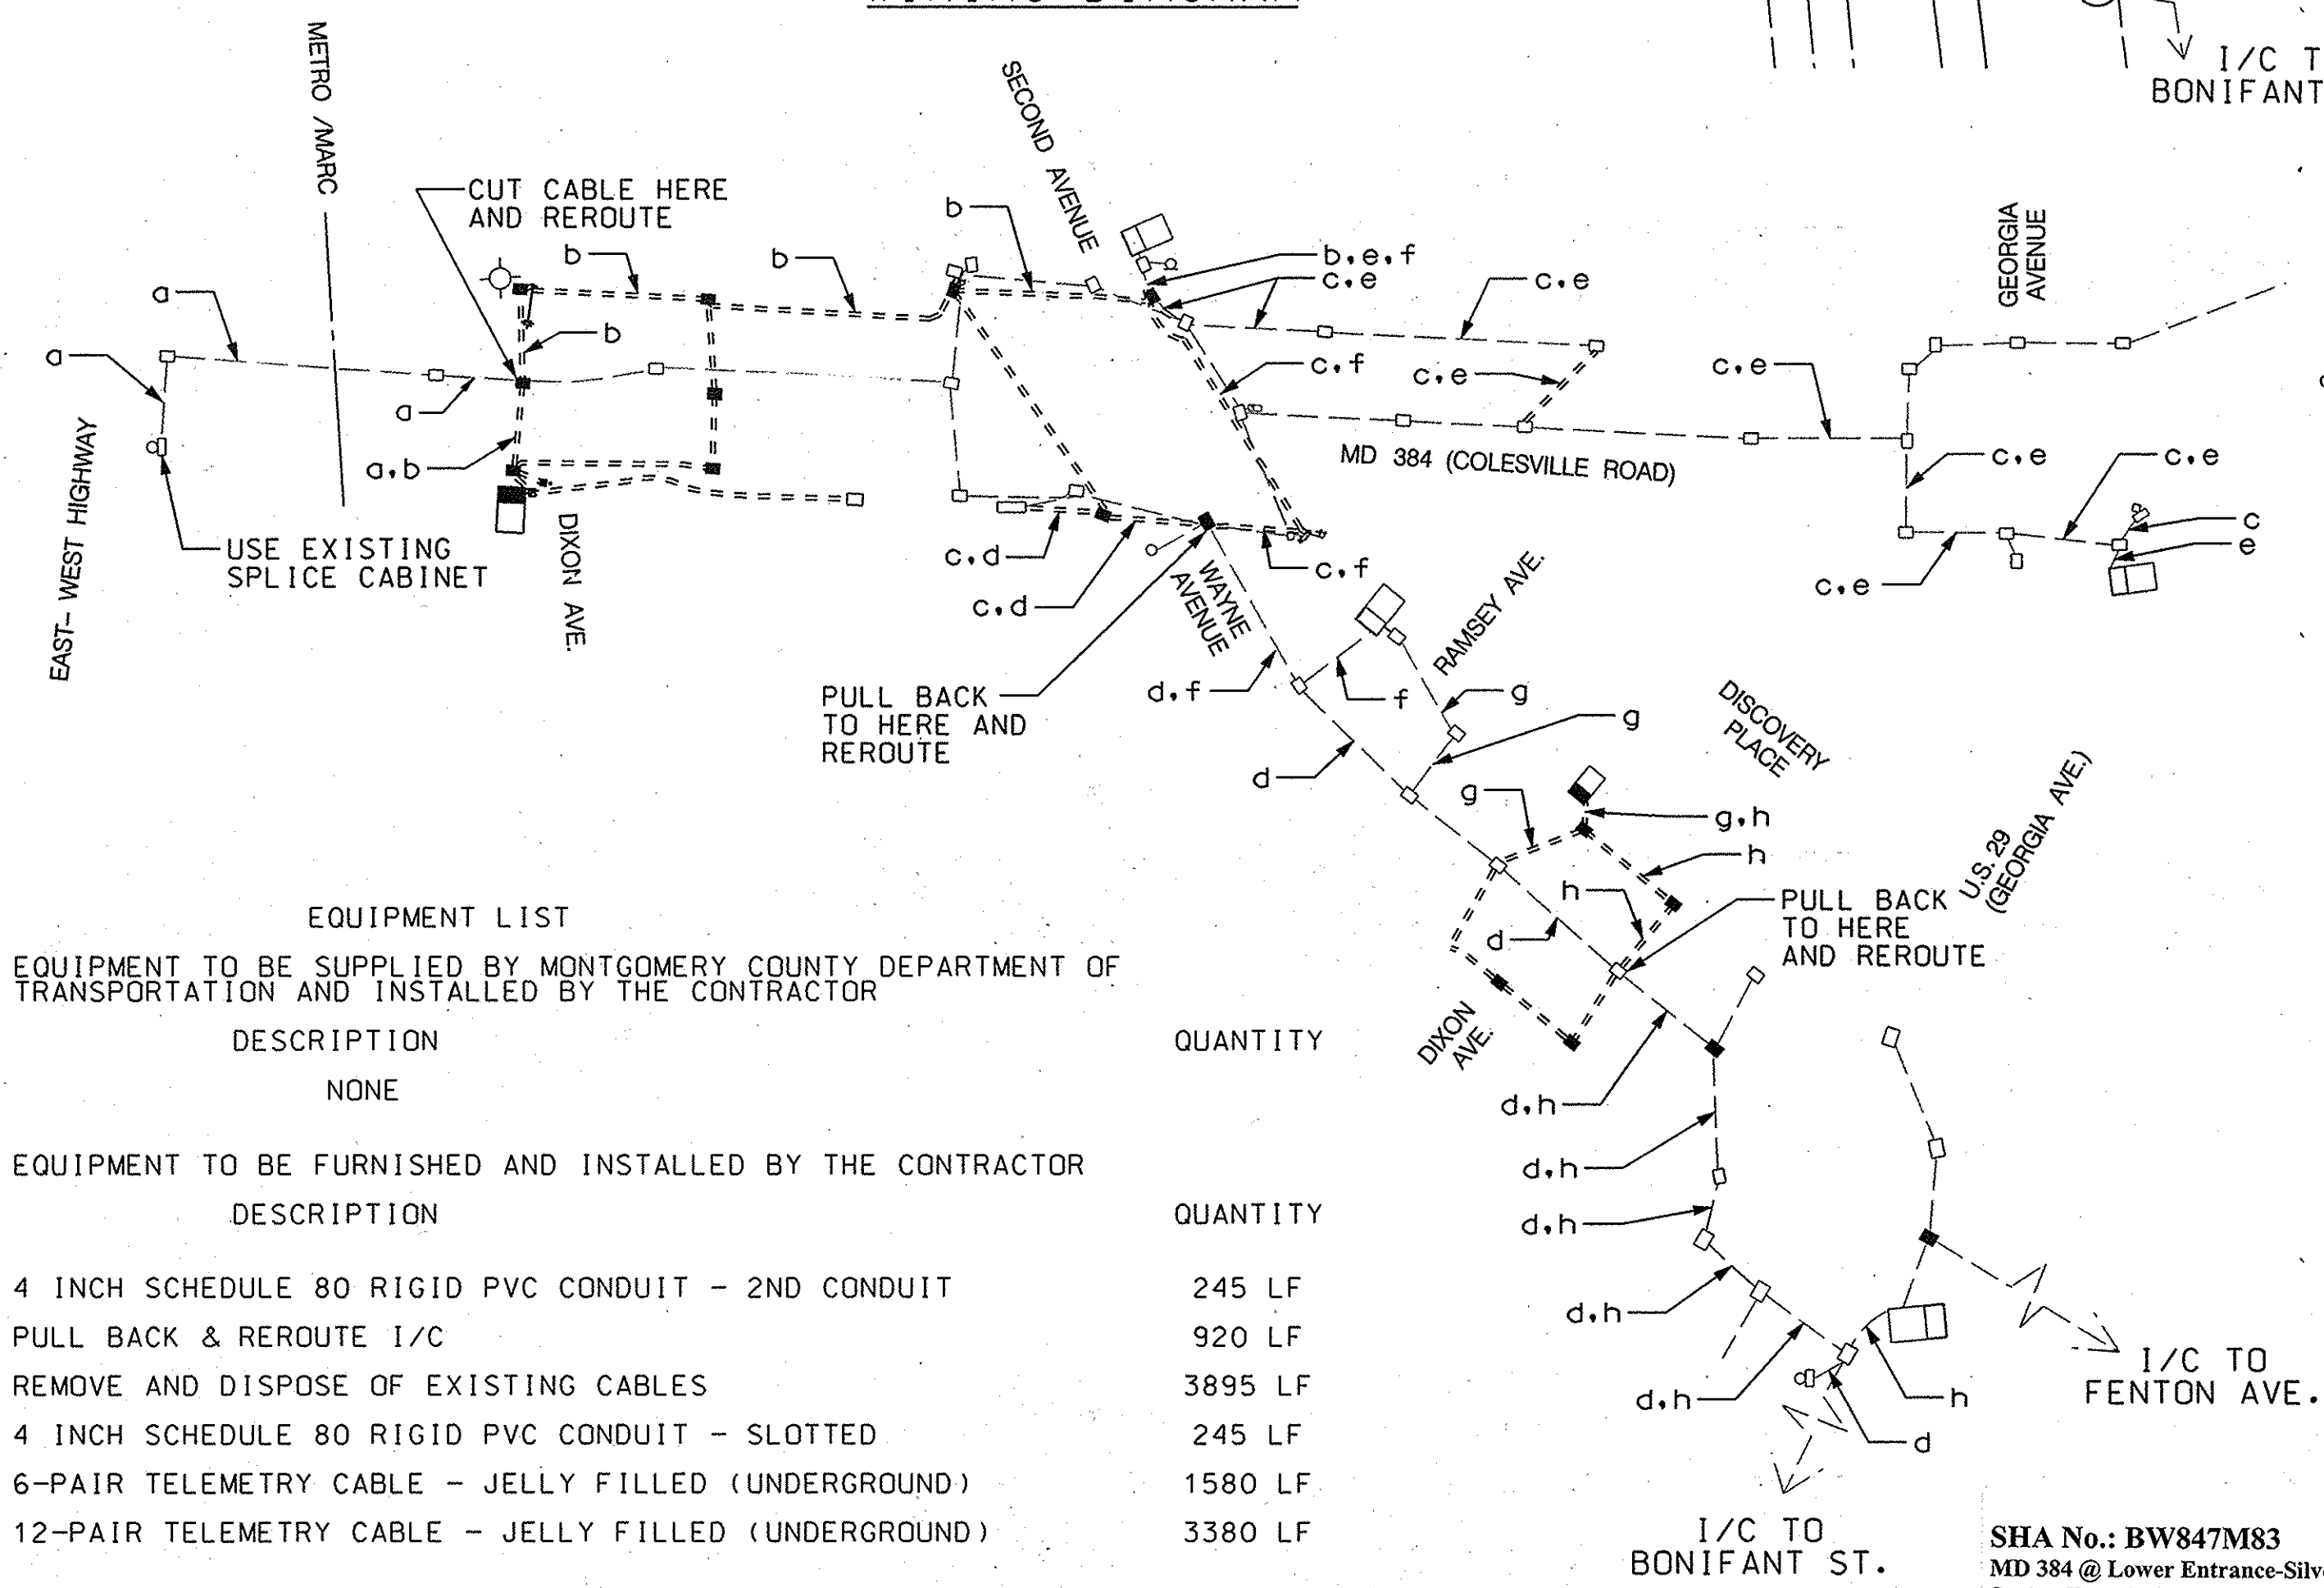 I/C T
BONIFANT
METRO /MARC
SECOND AVENUE
CUT CABLE HERE
AND REROUTE
GEORGIA
AVENUE
b
b
b
b.e.f
c.e
c.e
a
a
b
a
c.f
c,e
c.e
a.b
MD 384 (COLESVILLE ROAD)
c.e
c.e
EAST- WEST HIGHWAY
USE EXISTING
SPLICE CABINET
DIXON AVE.
c.d
c.d
c.f
WAYNE
AVENUE
c
e
c.e
RAMSEY AVE.
PULL BACK
TO HERE AND
REROUTE
d.f
f
g
g
DISCOVERY
PLACE
d
g
g.h
h
h
d
U.S. 29
(GEORGIA AVE.)
PULL BACK
TO HERE
AND REROUTE
DIXON
AVE.
d.h
d.h
d.h
d.h
d.h
h
d
I/C TO
FENTON AVE.
I/C TO
BONIFANT ST.
EQUIPMENT LIST
EQUIPMENT TO BE SUPPLIED BY MONTGOMERY COUNTY DEPARTMENT OF
TRANSPORTATION AND INSTALLED BY THE CONTRACTOR
DESCRIPTION QUANTITY
NONE
EQUIPMENT TO BE FURNISHED AND INSTALLED BY THE CONTRACTOR
DESCRIPTION QUANTITY
4 INCH SCHEDULE 80 RIGID PVC CONDUIT - 2ND CONDUIT 245 LF
PULL BACK & REROUTE I/C 920 LF
REMOVE AND DISPOSE OF EXISTING CABLES 3895 LF
4 INCH SCHEDULE 80 RIGID PVC CONDUIT - SLOTTED 245 LF
6-PAIR TELEMETRY CABLE - JELLY FILLED (UNDERGROUND) 1580 LF
12-PAIR TELEMETRY CABLE - JELLY FILLED (UNDERGROUND) 3380 LF
SHA No.: BW847M83
MD 384 @ Lower Entrance-Silv